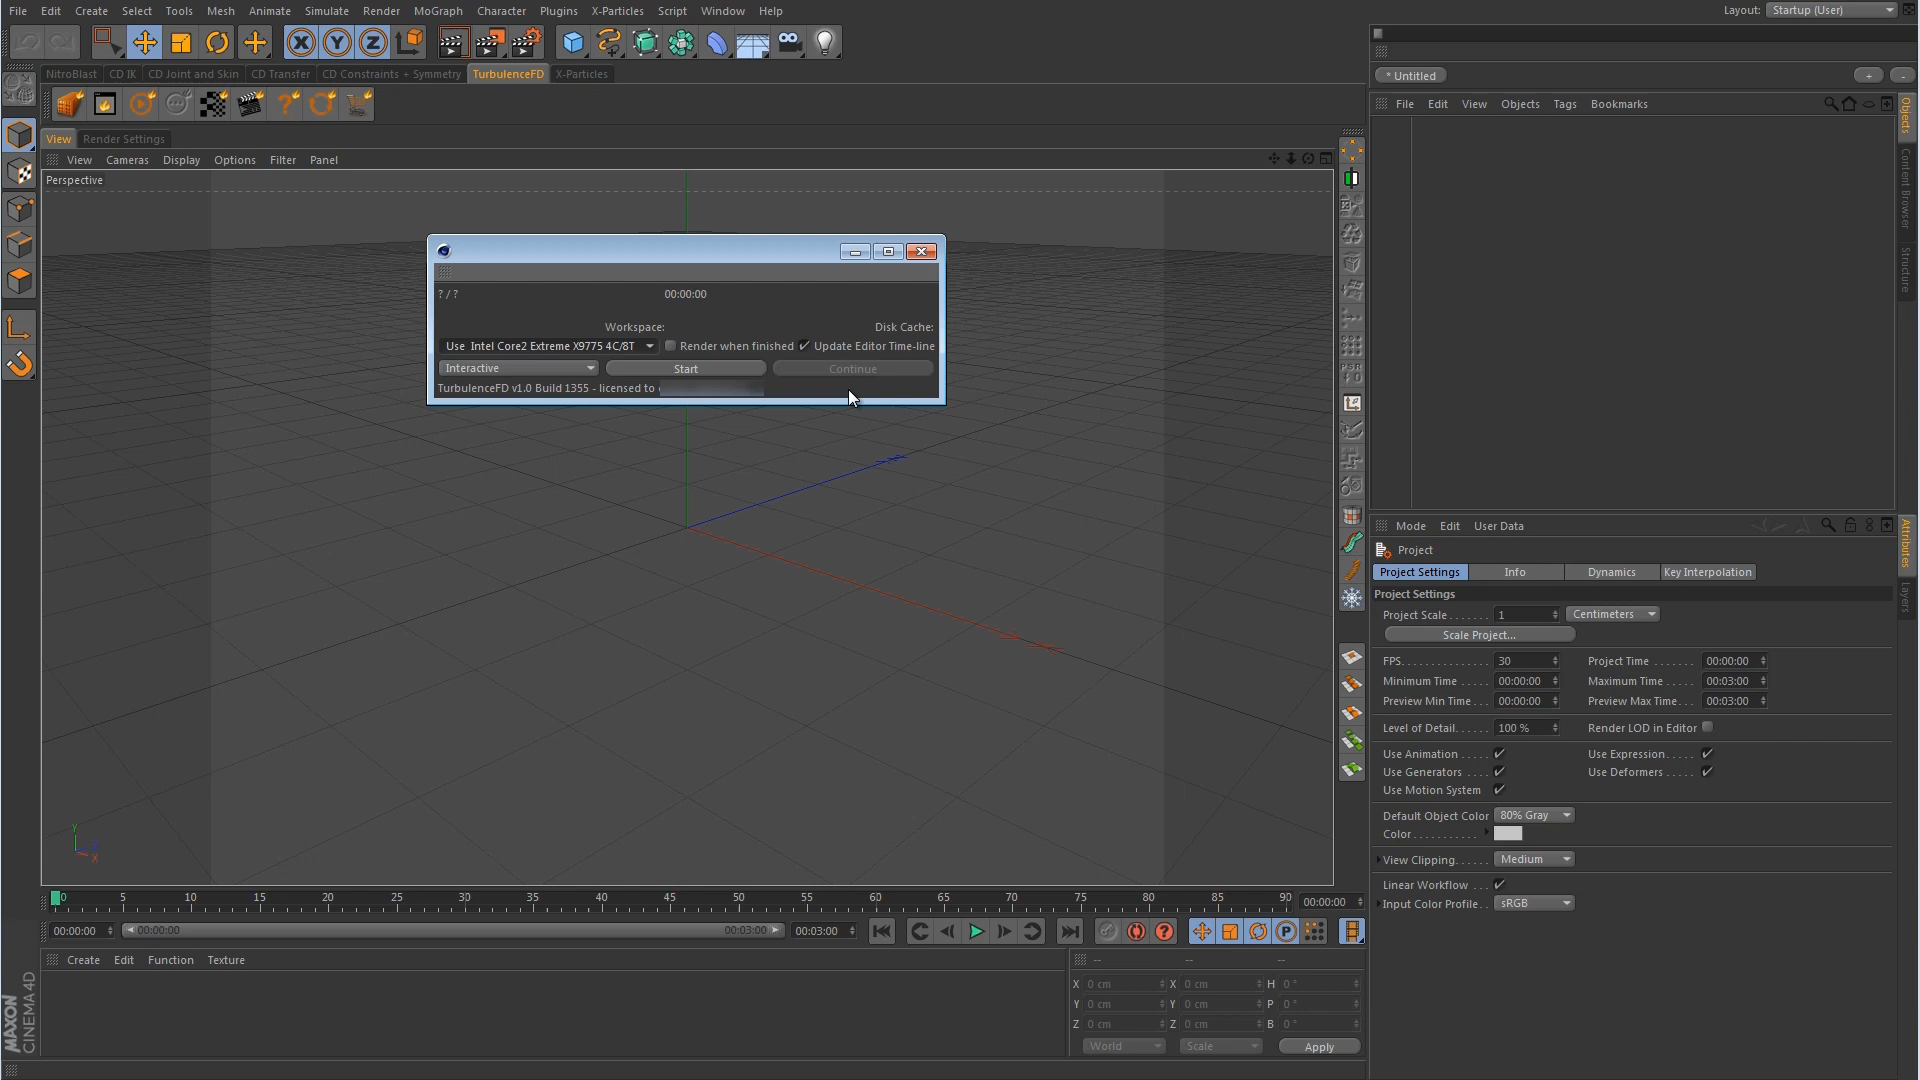 File Edit Create Select Tools Mesh Animate Simulate Render MoGraph Character Plugins X-Particles Script Window Help
Layout: Startup (User)
NitroBlast CD IK CD Joint and Skin CD Transfer CD Constraints + Symmetry TurbulenceFD X-Particles
* Untitled
+ -
View Render Settings
View Cameras Display Options Filter Panel
Perspective
File Edit View Objects Tags Bookmarks
Objects
Content Browser
Structure
? / ? 00:00:00
Workspace: Disk Cache:
Use Intel Core2 Extreme X9775 4C/8T Render when finished Update Editor Time-line
Interactive Start Continue
TurbulenceFD v1.0 Build 1355 - licensed to
PSR
Mode Edit User Data
Attributes
Layers
Project
Project Settings Info Dynamics Key Interpolation
Project Settings
Project Scale . . . . . . . 1 Centimeters
Scale Project...
FPS. . . . . . . . . . . . . . 30 Project Time . . . . . . . 00:00:00
Minimum Time . . . . . 00:00:00 Maximum Time . . . . . 00:03:00
Preview Min Time . . . 00:00:00 Preview Max Time. . . 00:03:00
Level of Detail. . . . . . 100 % Render LOD in Editor
Use Animation . . . . . Use Expression. . . . .
Use Generators . . . . Use Deformers . . . . .
Use Motion System
Default Object Color 80% Gray
Color. . . . . . . . . . .
View Clipping. . . . . . Medium
Linear Workflow . . .
Input Color Profile. . sRGB
Y
X
0 5 10 15 20 25 30 35 40 45 50 55 60 65 70 75 80 85 90 00:00:00
00:00:00 00:00:00 00:03:00 00:03:00
Create Edit Function Texture
-- -- --
X 0 cm X 0 cm H 0 °
Y 0 cm Y 0 cm P 0 °
Z 0 cm Z 0 cm B 0 °
World Scale Apply
MAXON
CINEMA 4D